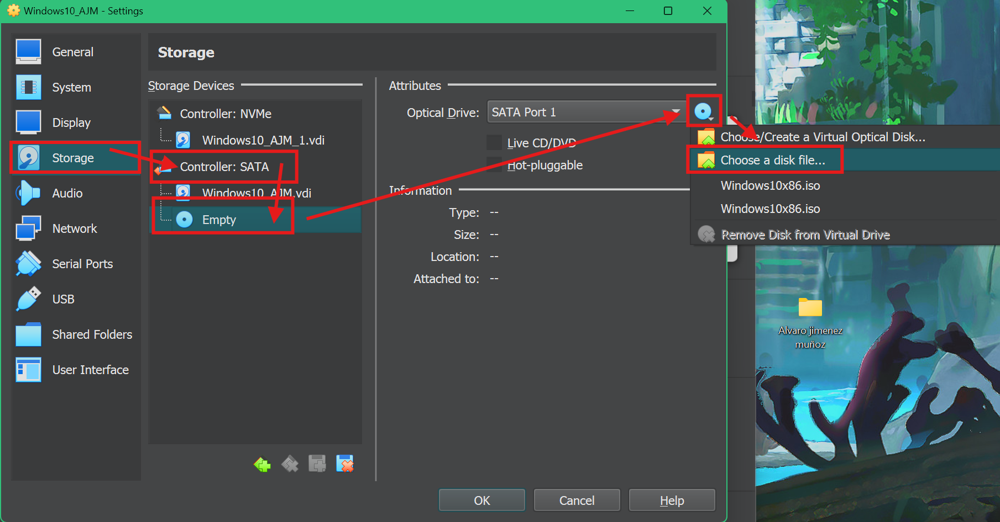 Windows10_AJM - Settings
General
System
Display
Storage
Audio
Network
Serial Ports
USB
Shared Folders
User Interface
Storage
Storage Devices
Controller: NVMe
Windows10_AJM_1.vdi
Controller: SATA
Windows10_AJM.vdi
Empty
Attributes
Optical Drive: SATA Port 1
Live CD/DVD
Hot-pluggable
Information
Type: --
Size: --
Location: --
Attached to: --
Choose/Create a Virtual Optical Disk...
Choose a disk file...
Windows10x86.iso
Windows10x86.iso
Remove Disk from Virtual Drive
Alvaro jimenez
muñoz
OK
Cancel
Help